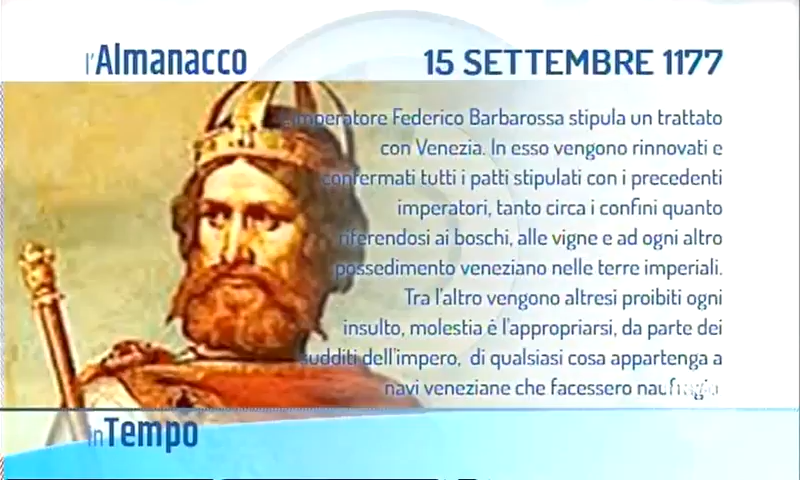 l'Almanacco
15 SETTEMBRE 1177
L'imperatore Federico Barbarossa stipula un trattato
con Venezia. In esso vengono rinnovati e
confermati tutti i patti stipulati con i precedenti
imperatori, tanto circa i confini quanto
riferendosi ai boschi, alle vigne e ad ogni altro
possedimento veneziano nelle terre imperiali.
Tra l'altro vengono altresi proibiti ogni
insulto, molestia e l'appropriarsi, da parte dei
sudditi dell'impero, di qualsiasi cosa appartenga a
navi veneziane che facessero naufragio.
inTempo